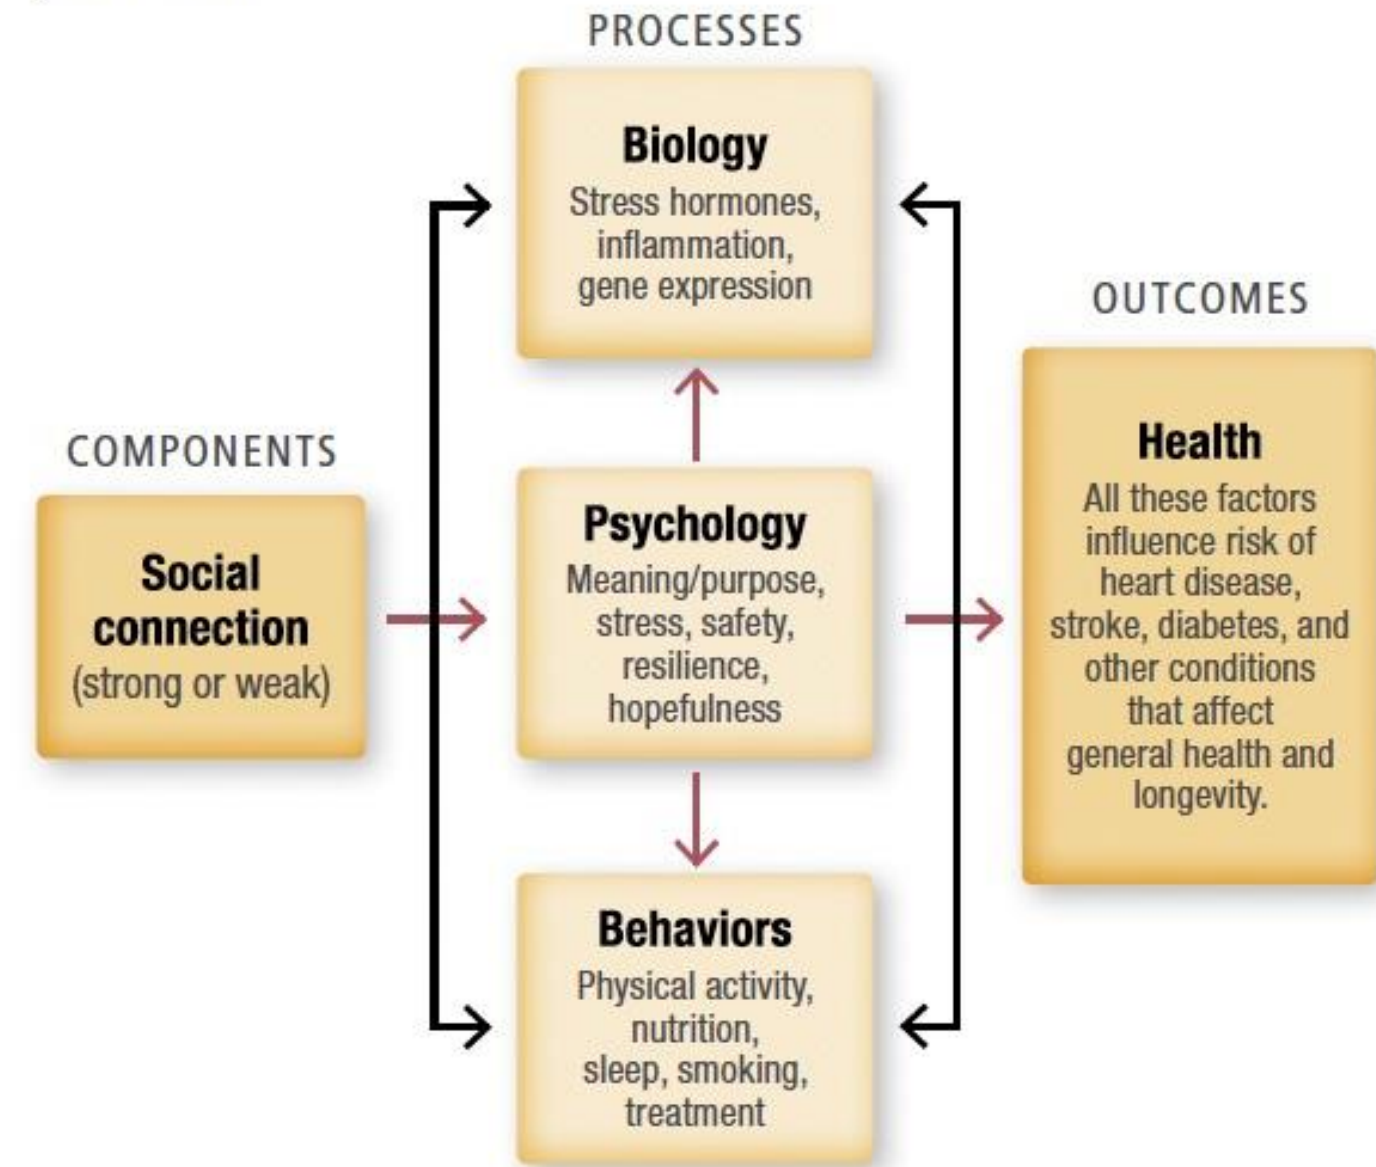 PROCESSES
Biology
Stress hormones,
inflammation,
gene expression
COMPONENTS
Social
connection
(strong or weak)
Psychology
Meaning/purpose,
stress, safety,
resilience,
hopefulness
Behaviors
Physical activity,
nutrition,
sleep, smoking,
treatment
OUTCOMES
Health
All these factors
influence risk of
heart disease,
stroke, diabetes, and
other conditions
that affect
general health and
longevity.